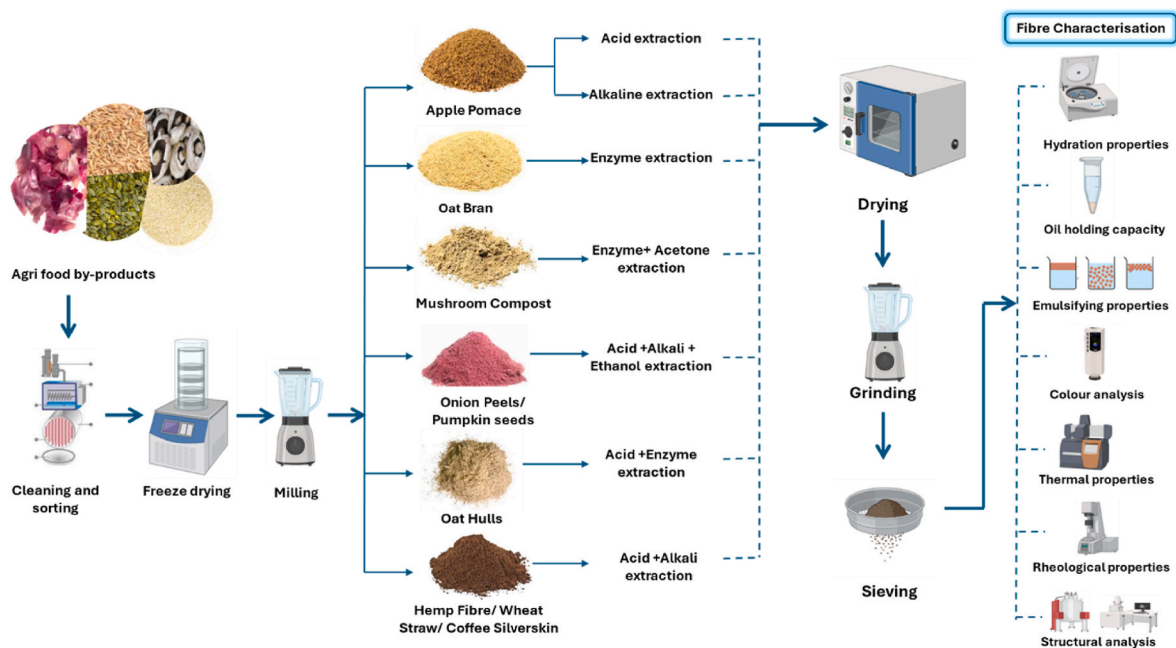 Agri food by-products
Cleaning and
sorting
Freeze drying
Milling
Apple Pomace
Oat Bran
Mushroom Compost
Onion Peels/
Pumpkin seeds
Oat Hulls
Hemp Fibre/ Wheat
Straw/ Coffee Silverskin
Acid extraction
Alkaline extraction
Enzyme extraction
Enzyme+ Acetone
extraction
Acid +Alkali +
Ethanol extraction
Acid +Enzyme
extraction
Acid +Alkali
extraction
Drying
Grinding
Sieving
Fibre Characterisation
Hydration properties
Oil holding capacity
Emulsifying properties
Colour analysis
Thermal properties
Rheological properties
Structural analysis